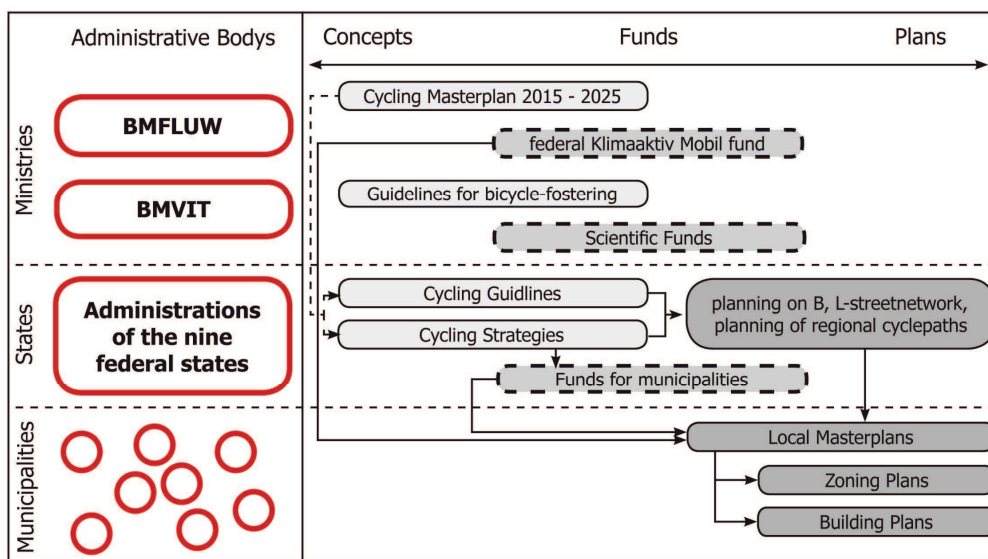 Administrative Bodys
Concepts
Funds
Plans
Ministries
BMFLUW
BMVIT
Cycling Masterplan 2015 - 2025
federal Klimaaktiv Mobil fund
Guidelines for bicycle-fostering
Scientific Funds
States
Administrations
of the nine
federal states
Cycling Guidlines
Cycling Strategies
planning on B, L-streetnetwork,
planning of regional cyclepaths
Funds for municipalities
Municipalities
Local Masterplans
Zoning Plans
Building Plans